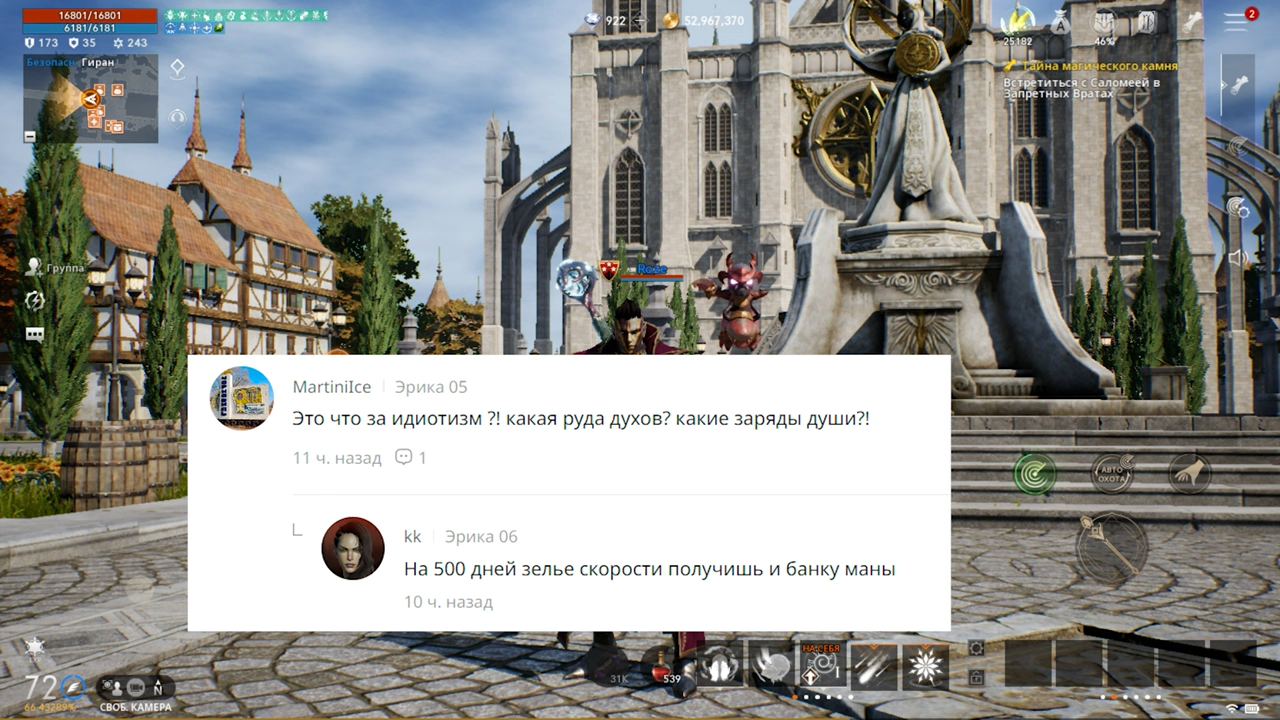 16801/16801
6181/6181
173 35 243
Гиран
922
52,967,370
25182
46%
2
Тайна магического камня
Встретиться с Саломеей в
Запретных Вратах
Группа
Roze
MartiniIce Эрика 05
Это что за идиотизм ?! какая руда духов? какие заряды души?!
11 ч. назад 1
kk Эрика 06
На 500 дней зелье скорости получишь и банку маны
10 ч. назад
АВТО
ОХОТА
НА СЕБЯ
31K
539
1
72
N
СВОБ. КАМЕРА